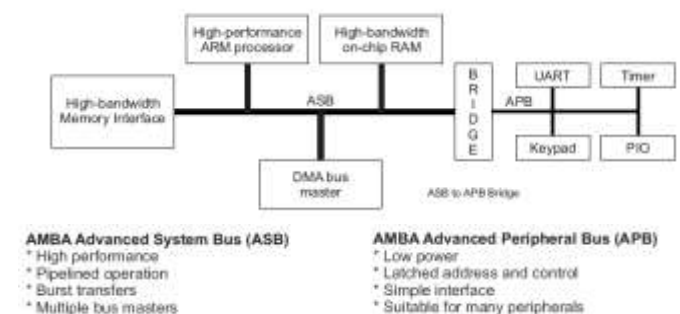 High-performance
ARM processor
High-bandwidth
on-chip RAM
High-bandwidth
Memory Interface
ASB
BRIDGE
APB
UART
Timer
Keypad
PIO
DMA bus
master
ASB to APB Bridge
AMBA Advanced System Bus (ASB)
* High performance
* Pipelined operation
* Burst transfers
* Multiple bus masters
AMBA Advanced Peripheral Bus (APB)
* Low power
* Latched address and control
* Simple interface
* Suitable for many peripherals